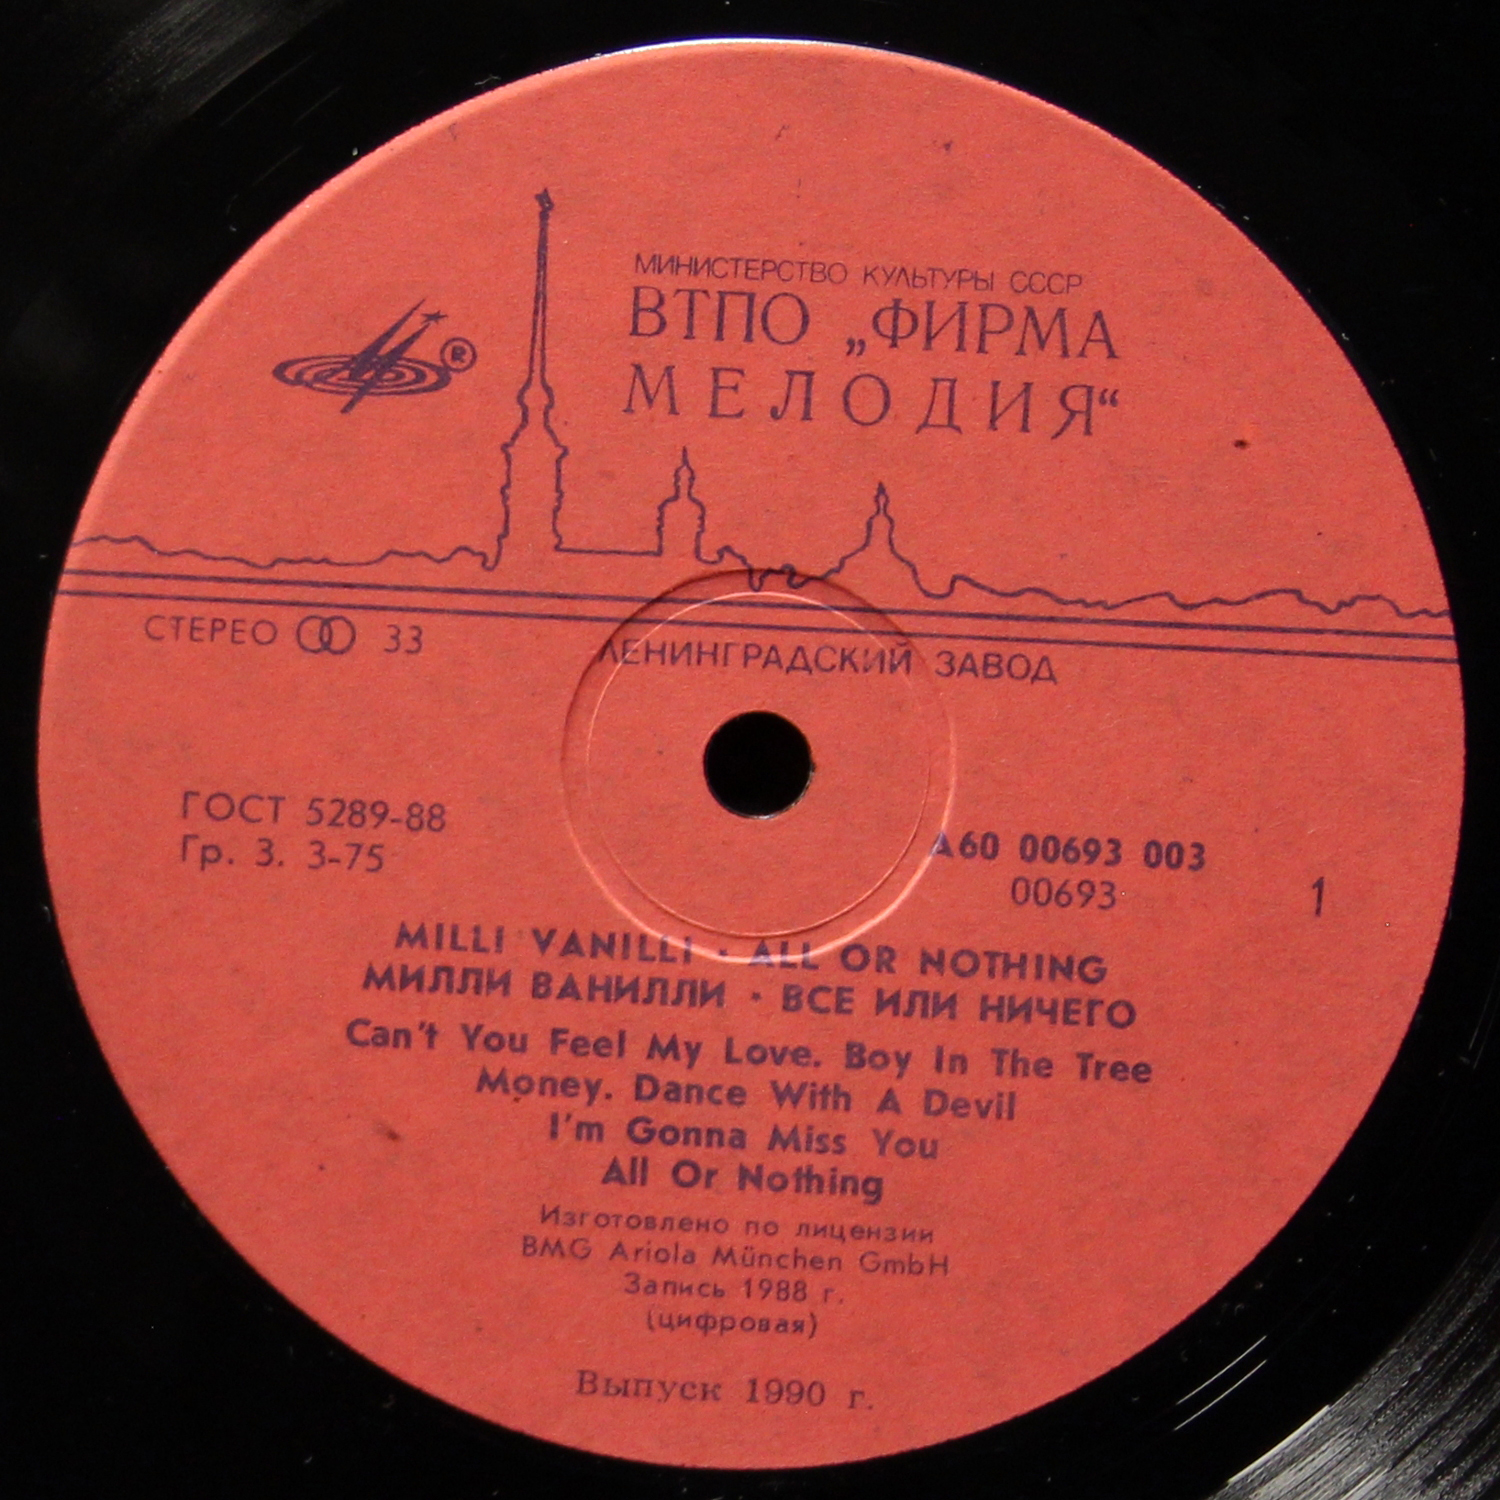 МИНИСТЕРСТВО КУЛЬТУРЫ СССР
ВТПО „ФИРМА
МЕЛОДИЯ“
®
СТЕРЕО 33
ЛЕНИНГРАДСКИЙ ЗАВОД
ГОСТ 5289-88
Гр. 3. 3-75
А60 00693 003
00693
1
MILLI VANILLI · ALL OR NOTHING
МИЛЛИ ВАНИЛЛИ · ВСЕ ИЛИ НИЧЕГО
Can't You Feel My Love. Boy In The Tree
Money. Dance With A Devil
I'm Gonna Miss You
All Or Nothing
Изготовлено по лицензии
BMG Ariola München GmbH
Запись 1988 г.
(цифровая)
Выпуск 1990 г.